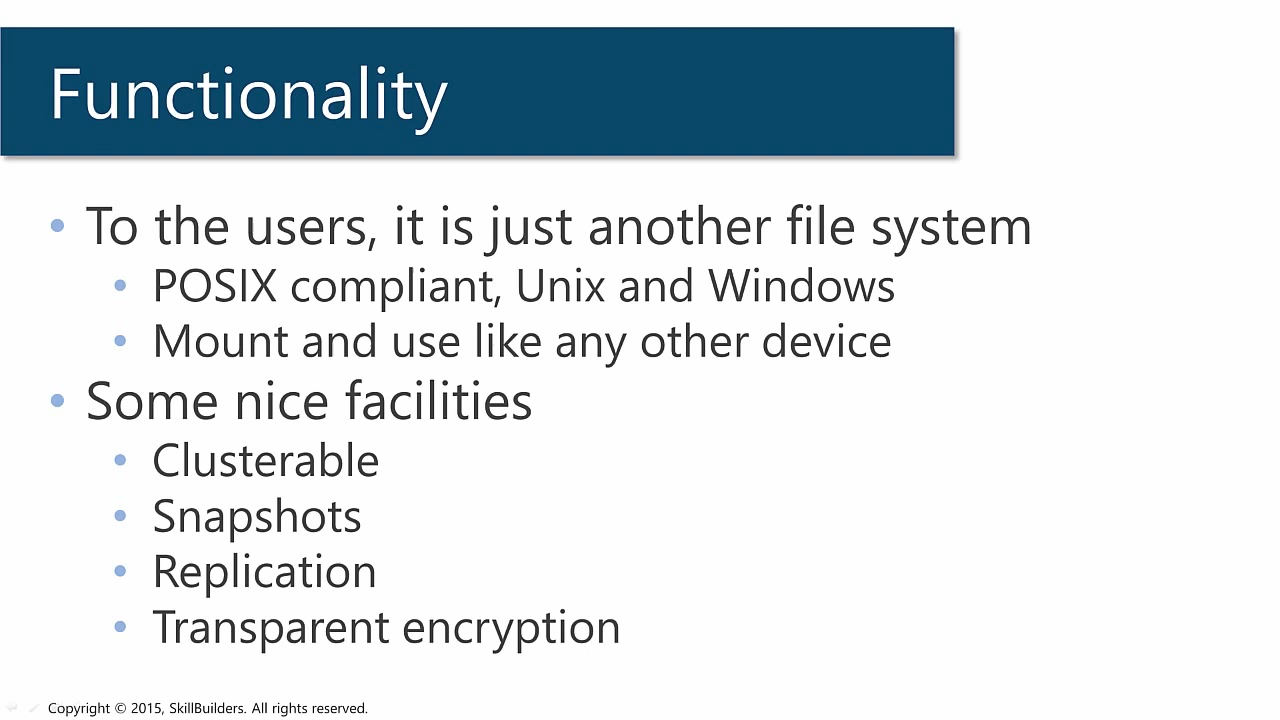 Functionality
• To the users, it is just another file system
• POSIX compliant, Unix and Windows
• Mount and use like any other device
• Some nice facilities
• Clusterable
• Snapshots
• Replication
• Transparent encryption
Copyright © 2015, SkillBuilders. All rights reserved.